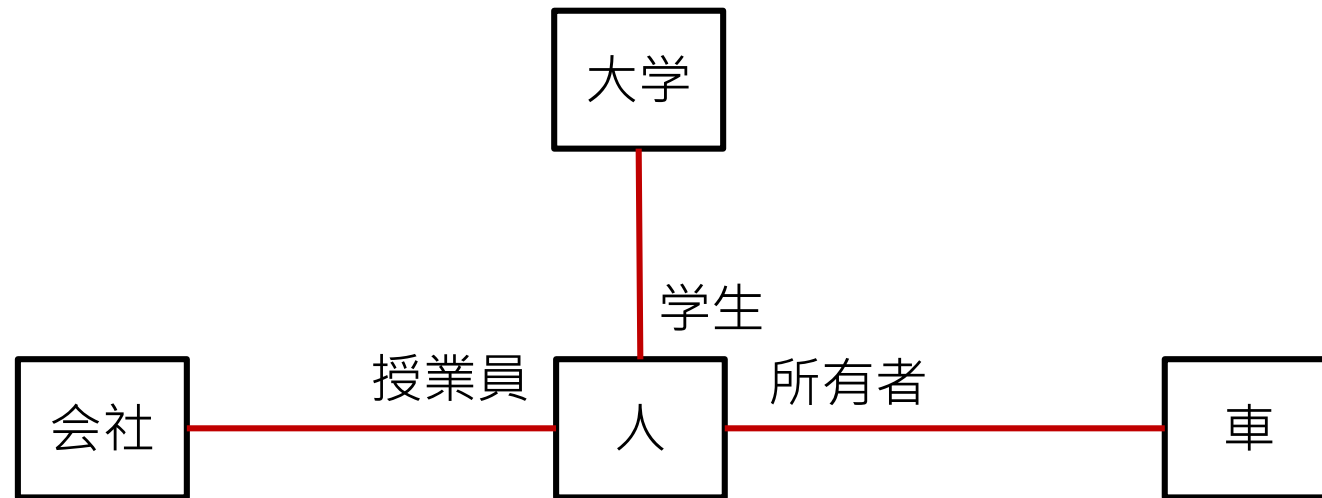 大学
学生
授業員
所有者
会社
人
車